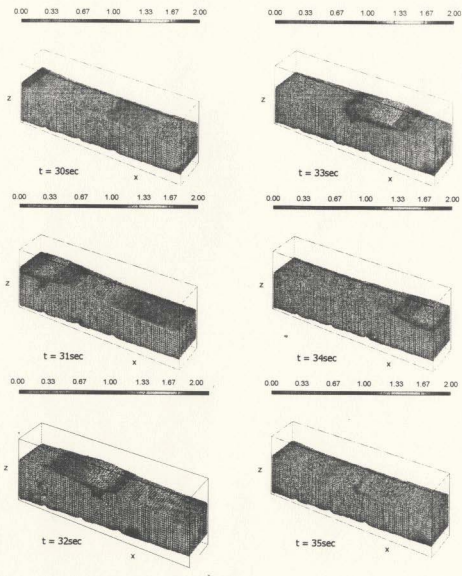 0.00 0.33 0.67 1.00 1.33 1.67 2.00
z
t = 30sec
x
0.00 0.33 0.67 1.00 1.33 1.67 2.00
z
t = 33sec
x
0.00 0.33 0.67 1.00 1.33 1.67 2.00
z
t = 31sec
x
0.00 0.33 0.67 1.00 1.33 1.67 2.00
z
t = 34sec
x
0.00 0.33 0.67 1.00 1.33 1.67 2.00
z
t = 32sec
x
0.00 0.33 0.67 1.00 1.33 1.67 2.00
z
t = 35sec
x